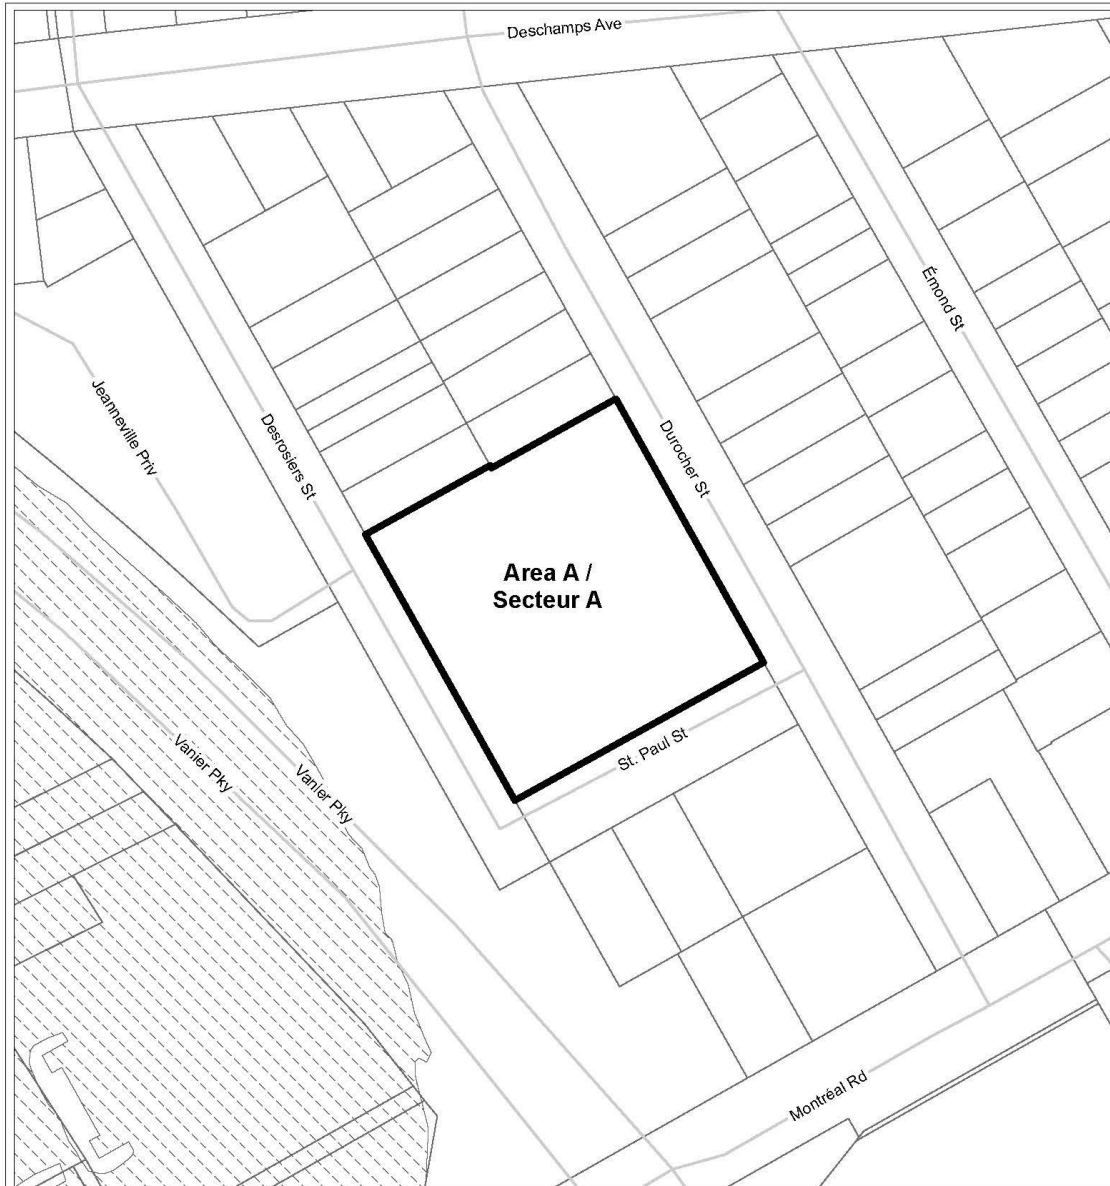 Deschamps Ave
Émond St
Jeanneville Priv
Desrosiers St
Durocher St
Area A /
Secteur A
St. Paul St
Vanier Pky
Vanier Pky
Montréal Rd